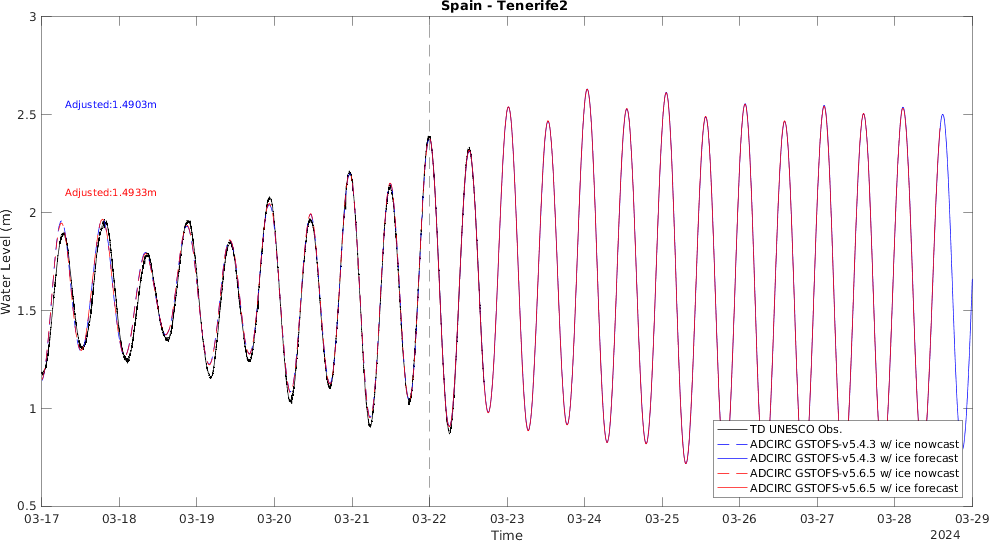 Spain - Tenerife2
3
2.5
2
1.5
1
0.5
Water Level (m)
Adjusted:1.4903m
Adjusted:1.4933m
TD UNESCO Obs.
ADCIRC GSTOFS-v5.4.3 w/ ice nowcast
ADCIRC GSTOFS-v5.4.3 w/ ice forecast
ADCIRC GSTOFS-v5.6.5 w/ ice nowcast
ADCIRC GSTOFS-v5.6.5 w/ ice forecast
03-17 03-18 03-19 03-20 03-21 03-22 03-23 03-24 03-25 03-26 03-27 03-28 03-29
Time
2024